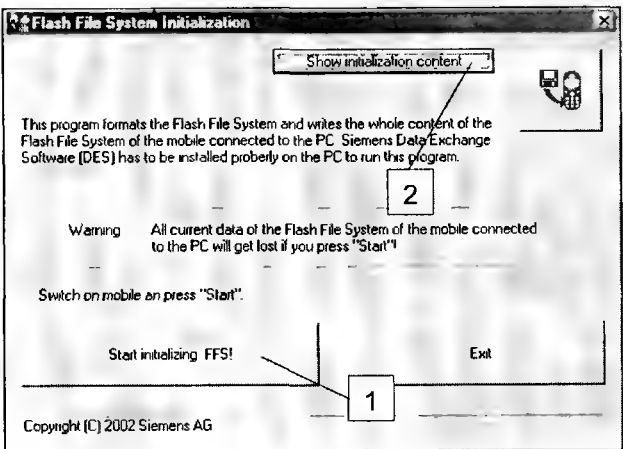 Flash File System Initialization
Show initialization content
This program formats the Flash File System and writes the whole content of the
Flash File System of the mobile connected to the PC Siemens Data Exchange
Software (DES) has to be installed proberly on the PC to run this program.
2
Warning All current data of the Flash File System of the mobile connected
to the PC will get lost if you press "Start"!
Switch on mobile an press "Start".
Start initializing FFS!
Exit
1
Copyright (C) 2002 Siemens AG